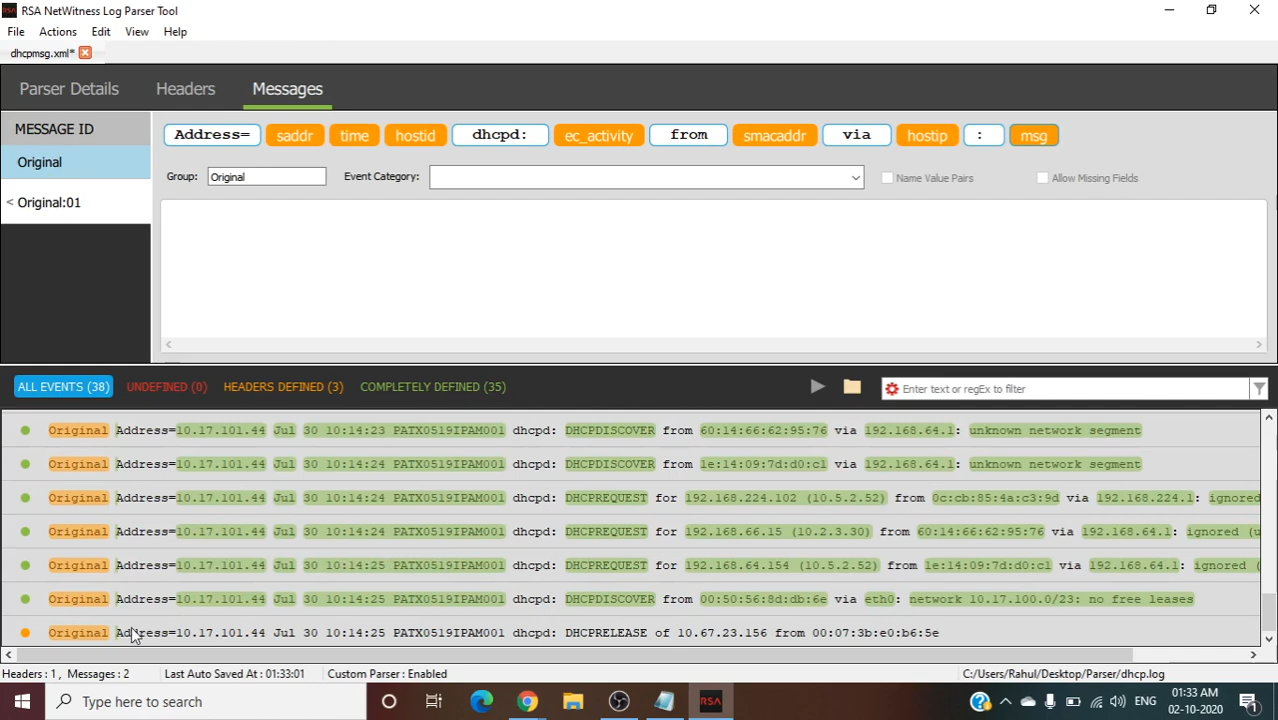 RSA NetWitness Log Parser Tool
File Actions Edit View Help
dhcpmsg.xml*
Parser Details Headers Messages
MESSAGE ID
Address= saddr time hostid dhcpd: ec_activity from smacaddr via hostip : msg
Original
Group: Original Event Category: Name Value Pairs Allow Missing Fields
< Original:01
ALL EVENTS (38) UNDEFINED (0) HEADERS DEFINED (3) COMPLETELY DEFINED (35) Enter text or regEx to filter
Original Address=10.17.101.44 Jul 30 10:14:23 PATX0519IPAM001 dhcpd: DHCPDISCOVER from 60:14:66:62:95:76 via 192.168.64.1: unknown network segment
Original Address=10.17.101.44 Jul 30 10:14:24 PATX0519IPAM001 dhcpd: DHCPDISCOVER from 1e:14:09:7d:d0:c1 via 192.168.64.1: unknown network segment
Original Address=10.17.101.44 Jul 30 10:14:24 PATX0519IPAM001 dhcpd: DHCPREQUEST for 192.168.224.102 (10.5.2.52) from 0c:cb:85:4a:c3:9d via 192.168.224.1: ignored
Original Address=10.17.101.44 Jul 30 10:14:24 PATX0519IPAM001 dhcpd: DHCPREQUEST for 192.168.66.15 (10.2.3.30) from 60:14:66:62:95:76 via 192.168.64.1: ignored (u
Original Address=10.17.101.44 Jul 30 10:14:25 PATX0519IPAM001 dhcpd: DHCPREQUEST for 192.168.64.154 (10.5.2.52) from 1e:14:09:7d:d0:c1 via 192.168.64.1: ignored (
Original Address=10.17.101.44 Jul 30 10:14:25 PATX0519IPAM001 dhcpd: DHCPDISCOVER from 00:50:56:8d:db:6e via eth0: network 10.17.100.0/23: no free leases
Original Address=10.17.101.44 Jul 30 10:14:25 PATX0519IPAM001 dhcpd: DHCPRELEASE of 10.67.23.156 from 00:07:3b:e0:b6:5e
Headers : 1 , Messages : 2 Last Auto Saved At : 01:33:01 Custom Parser : Enabled C:/Users/Rahul/Desktop/Parser/dhcp.log
Type here to search RSA ENG 01:33 AM
02-10-2020 1